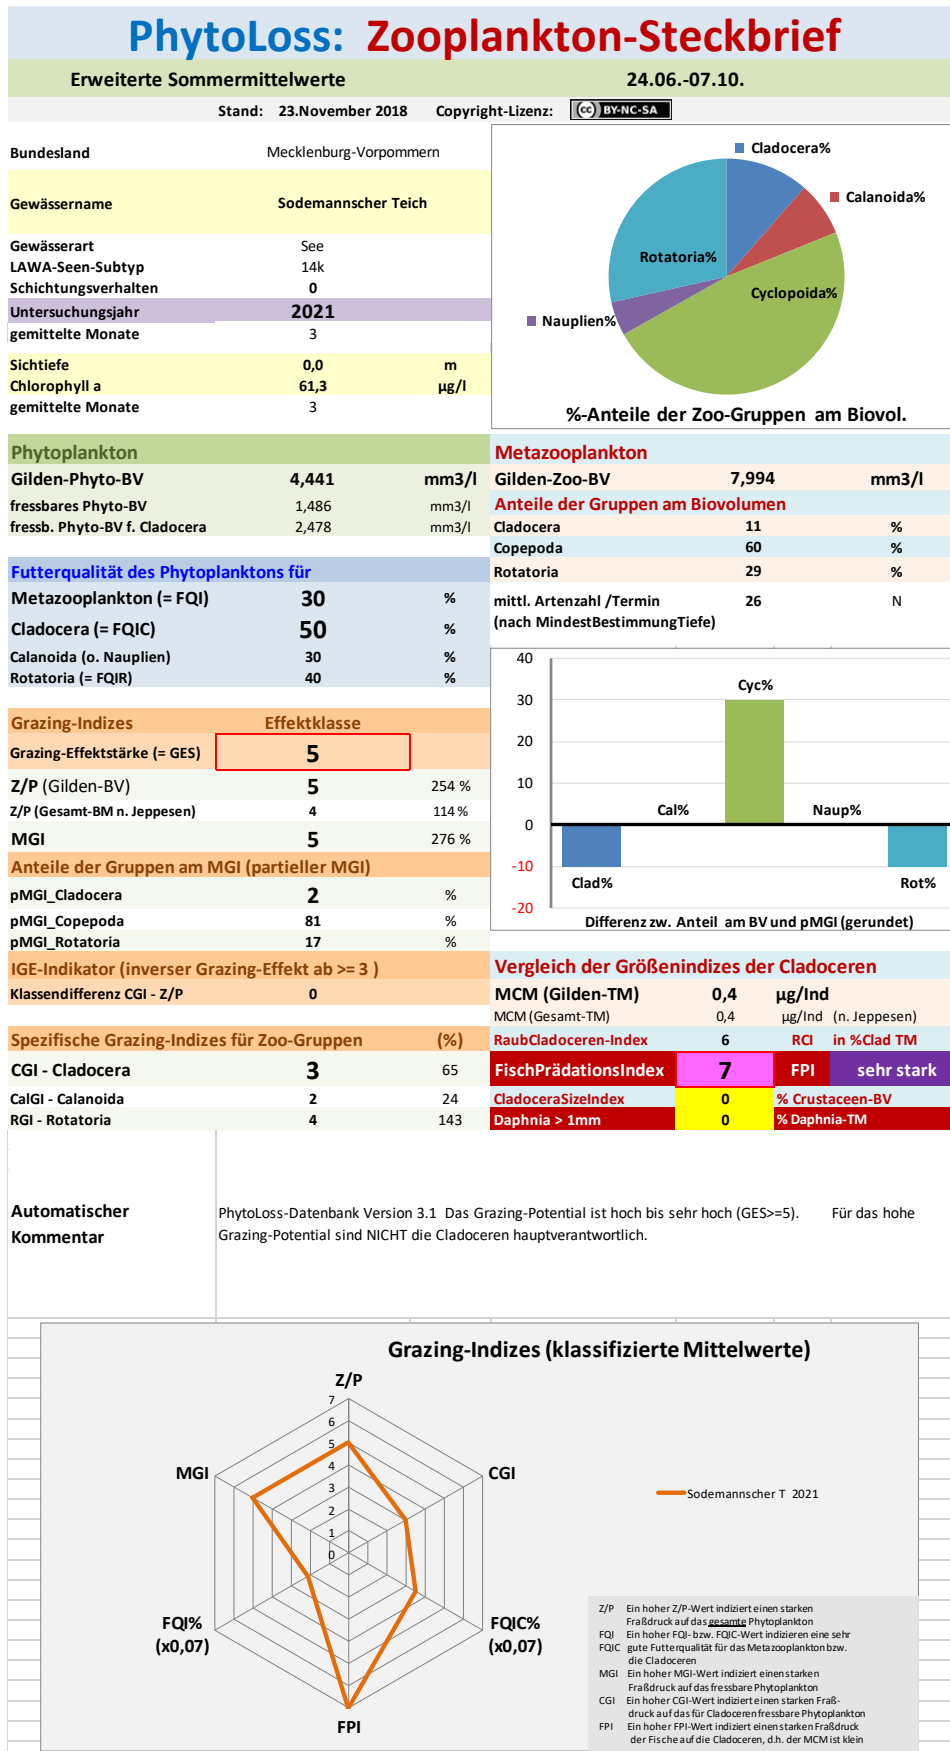 PhytoLoss: Zooplankton-Steckbrief
Erweiterte Sommermittelwerte 24.06.-07.10.
Stand: 23.November 2018 Copyright-Lizenz: cc BY-NC-SA
Bundesland Mecklenburg-Vorpommern
Gewässername Sodemannscher Teich
Gewässerart See
LAWA-Seen-Subtyp 14k
Schichtungsverhalten 0
Untersuchungsjahr 2021
gemittelte Monate 3
Sichtiefe 0,0 m
Chlorophyll a 61,3 µg/l
gemittelte Monate 3
Cladocera%
Calanoida%
Rotatoria%
Cyclopoida%
Nauplien%
%-Anteile der Zoo-Gruppen am Biovol.
Phytoplankton
Gilden-Phyto-BV 4,441 mm3/l
fressbares Phyto-BV 1,486 mm3/l
fressb. Phyto-BV f. Cladocera 2,478 mm3/l
Metazooplankton
Gilden-Zoo-BV 7,994 mm3/l
Anteile der Gruppen am Biovolumen
Cladocera 11 %
Copepoda 60 %
Rotatoria 29 %
mittl. Artenzahl /Termin 26 N
(nach MindestBestimmungTiefe)
Futterqualität des Phytoplanktons für
Metazooplankton (= FQI) 30 %
Cladocera (= FQIC) 50 %
Calanoida (o. Nauplien) 30 %
Rotatoria (= FQIR) 40 %
Grazing-Indizes Effektklasse
Grazing-Effektstärke (= GES) 5
Z/P (Gilden-BV) 5 254 %
Z/P (Gesamt-BM n. Jeppesen) 4 114 %
MGI 5 276 %
Anteile der Gruppen am MGI (partieller MGI)
pMGI_Cladocera 2 %
pMGI_Copepoda 81 %
pMGI_Rotatoria 17 %
40
30
20
10
0
-10
-20
Cyc%
Cal%
Naup%
Clad%
Rot%
Differenz zw. Anteil am BV und pMGI (gerundet)
IGE-Indikator (inverser Grazing-Effekt ab >= 3 )
Klassendifferenz CGI - Z/P 0
Spezifische Grazing-Indizes für Zoo-Gruppen (%)
CGI - Cladocera 3 65
CalGI - Calanoida 2 24
RGI - Rotatoria 4 143
Vergleich der Größenindizes der Cladoceren
MCM (Gilden-TM) 0,4 µg/Ind
MCM (Gesamt-TM) 0,4 µg/Ind (n. Jeppesen)
RaubCladoceren-Index 6 RCI in %Clad TM
FischPrädationsIndex 7 FPI sehr stark
CladoceraSizeIndex 0 % Crustaceen-BV
Daphnia > 1mm 0 % Daphnia-TM
Automatischer
Kommentar
PhytoLoss-Datenbank Version 3.1 Das Grazing-Potential ist hoch bis sehr hoch (GES>=5). Für das hohe
Grazing-Potential sind NICHT die Cladoceren hauptverantwortlich.
Grazing-Indizes (klassifizierte Mittelwerte)
Z/P
7
6
5
4
3
2
1
0
MGI
CGI
FQI%
(x0,07)
FQIC%
(x0,07)
FPI
Sodemannscher T 2021
Z/P Ein hoher Z/P-Wert indiziert einen starken
Fraßdruck auf das gesamte Phytoplankton
FQI Ein hoher FQI- bzw. FQIC-Wert indizieren eine sehr
FQIC gute Futterqualität für das Metazooplankton bzw.
die Cladoceren
MGI Ein hoher MGI-Wert indiziert einen starken
Fraßdruck auf das fressbare Phytoplankton
CGI Ein hoher CGI-Wert indiziert einen starken Fraß-
druck auf das für Cladoceren fressbare Phytoplankton
FPI Ein hoher FPI-Wert indiziert einen starken Fraßdruck
der Fische auf die Cladoceren, d.h. der MCM ist klein